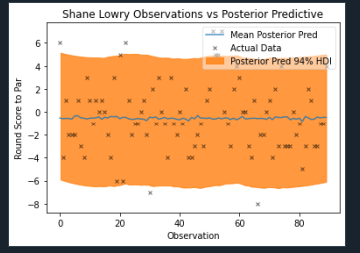 Shane Lowry Observations vs Posterior Predictive
Mean Posterior Pred
Actual Data
Posterior Pred 94% HDI
Round Score to Par
6
4
2
0
−2
−4
−6
−8
0
20
40
60
80
Observation